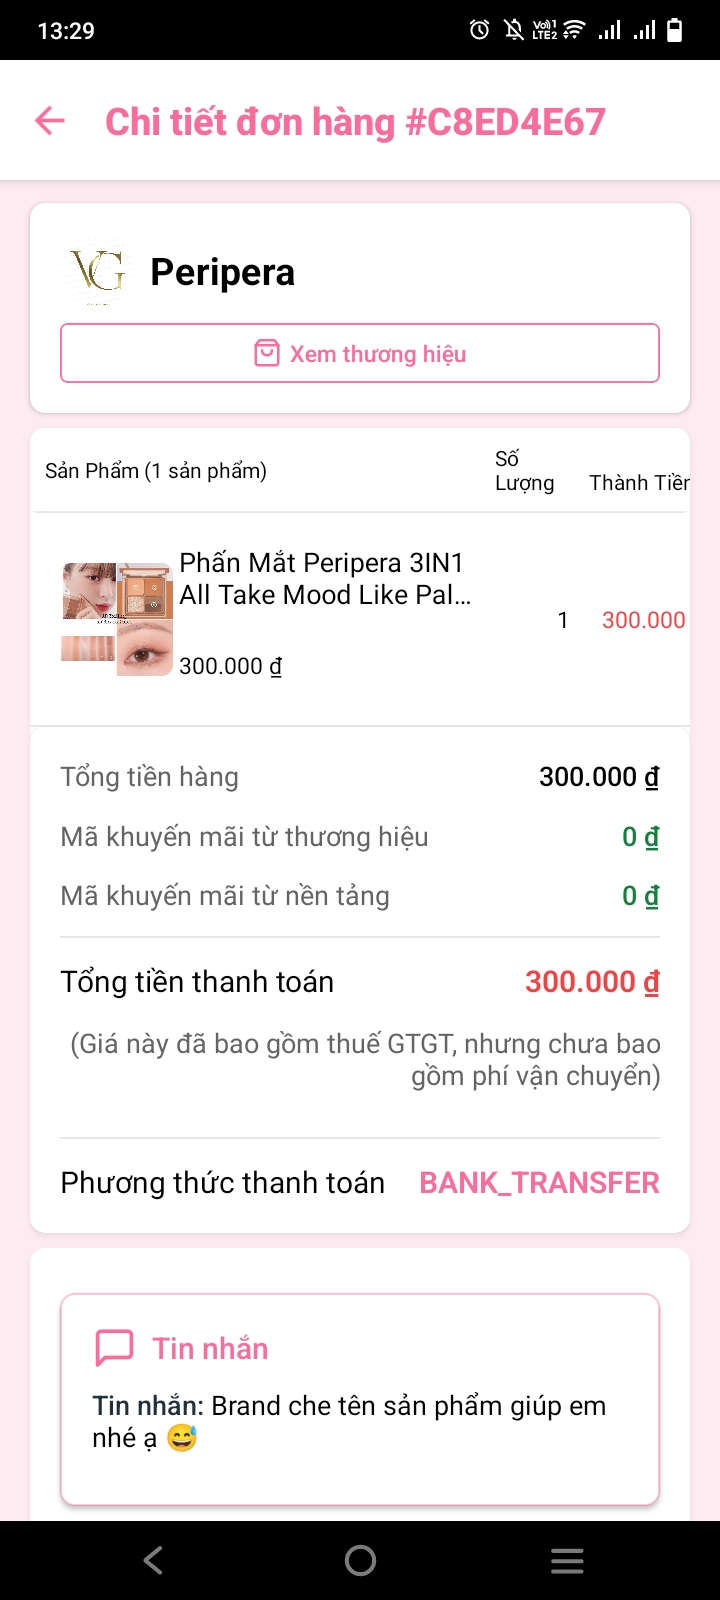 13:29
Vo))1
LTE2
Chi tiết đơn hàng #C8ED4E67
VG
Peripera
Xem thương hiệu
Sản Phẩm (1 sản phẩm)
Số
Lượng
Thành Tiền
Phấn Mắt Peripera 3IN1
All Take Mood Like Pal...
1
300.000
300.000 ₫
Tổng tiền hàng
300.000 ₫
Mã khuyến mãi từ thương hiệu
0 ₫
Mã khuyến mãi từ nền tảng
0 ₫
Tổng tiền thanh toán
300.000 ₫
(Giá này đã bao gồm thuế GTGT, nhưng chưa bao
gồm phí vận chuyển)
Phương thức thanh toán
BANK_TRANSFER
Tin nhắn
Tin nhắn: Brand che tên sản phẩm giúp em
nhé ạ 😅